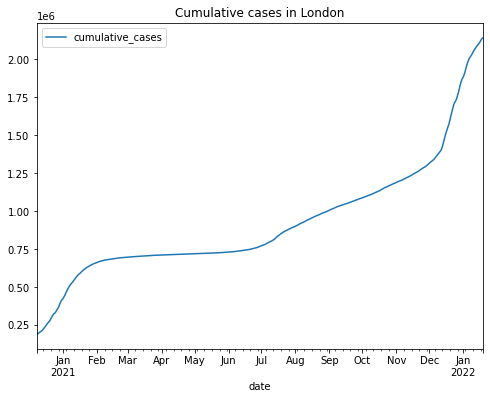 Cumulative cases in London
1e6
cumulative_cases
2.00
1.75
1.50
1.25
1.00
0.75
0.50
0.25
Jan Feb Mar Apr May Jun Jul Aug Sep Oct Nov Dec Jan
2021 2022
date